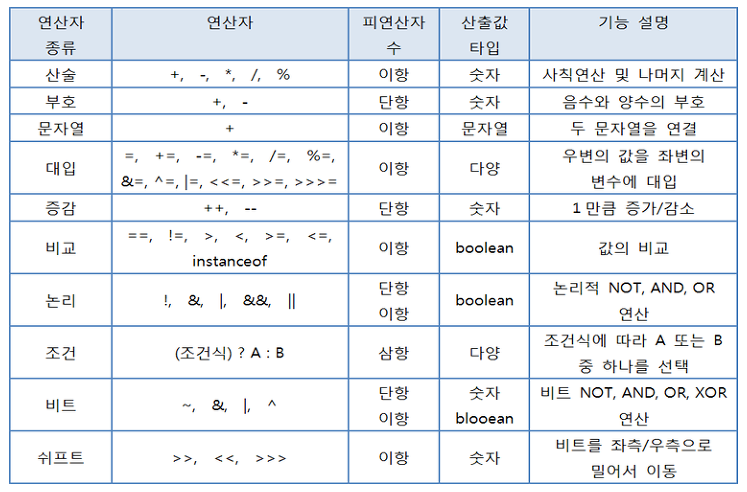 연산자 종류 | 연산자 | 피연산자 수 | 산출값 타입 | 기능 설명
산술 | +, -, *, /, % | 이항 | 숫자 | 사칙연산 및 나머지 계산
부호 | +, - | 단항 | 숫자 | 음수와 양수의 부호
문자열 | + | 이항 | 문자열 | 두 문자열을 연결
대입 | =, +=, -=, *=, /=, %=, &=, ^=, |=, <<=, >>=, >>>= | 이항 | 다양 | 우변의 값을 좌변의 변수에 대입
증감 | ++, -- | 단항 | 숫자 | 1만큼 증가/감소
비교 | ==, !=, >, <, >=, <=, instanceof | 이항 | boolean | 값의 비교
논리 | !, &, |, &&, || | 단항 이항 | boolean | 논리적 NOT, AND, OR 연산
조건 | (조건식) ? A : B | 삼항 | 다양 | 조건식에 따라 A 또는 B 중 하나를 선택
비트 | ~, &, |, ^ | 단항 이항 | 숫자 blooean | 비트 NOT, AND, OR, XOR 연산
쉬프트 | >>, <<, >>> | 이항 | 숫자 | 비트를 좌측/우측으로 밀어서 이동